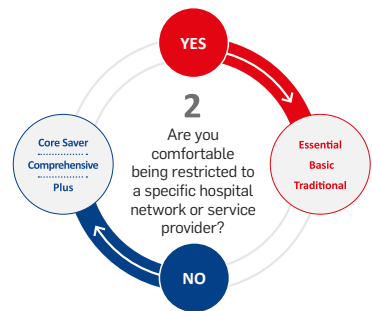 YES
2
Are you
comfortable
being restricted to
a specific hospital
network or service
provider?
Essential
Basic
Traditional
NO
Core Saver
Comprehensive
Plus